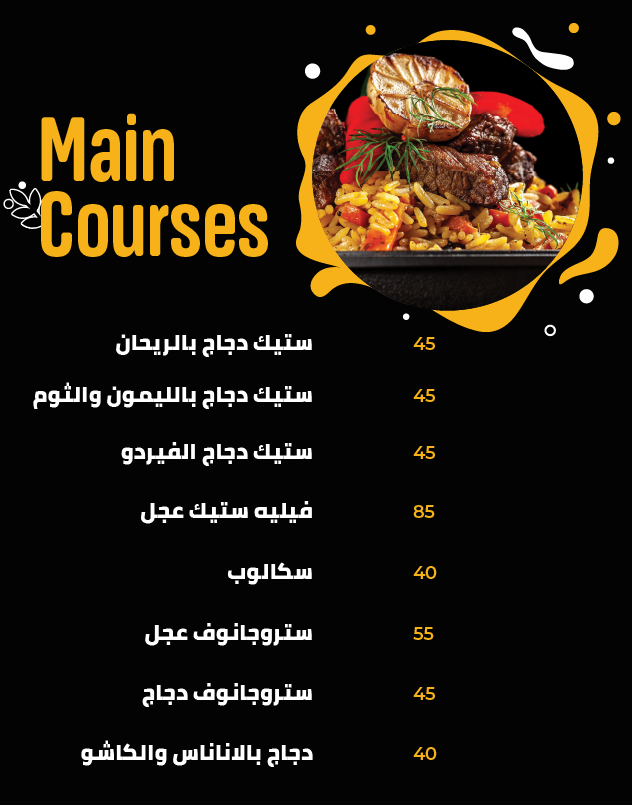 Main
Courses
ستيك دجاج بالريحان 45
ستيك دجاج بالليمون والثوم 45
ستيك دجاج الفيردو 45
فيليه ستيك عجل 85
سكالوب 40
ستروجانوف عجل 55
ستروجانوف دجاج 45
دجاج بالاناناس والكاشو 40